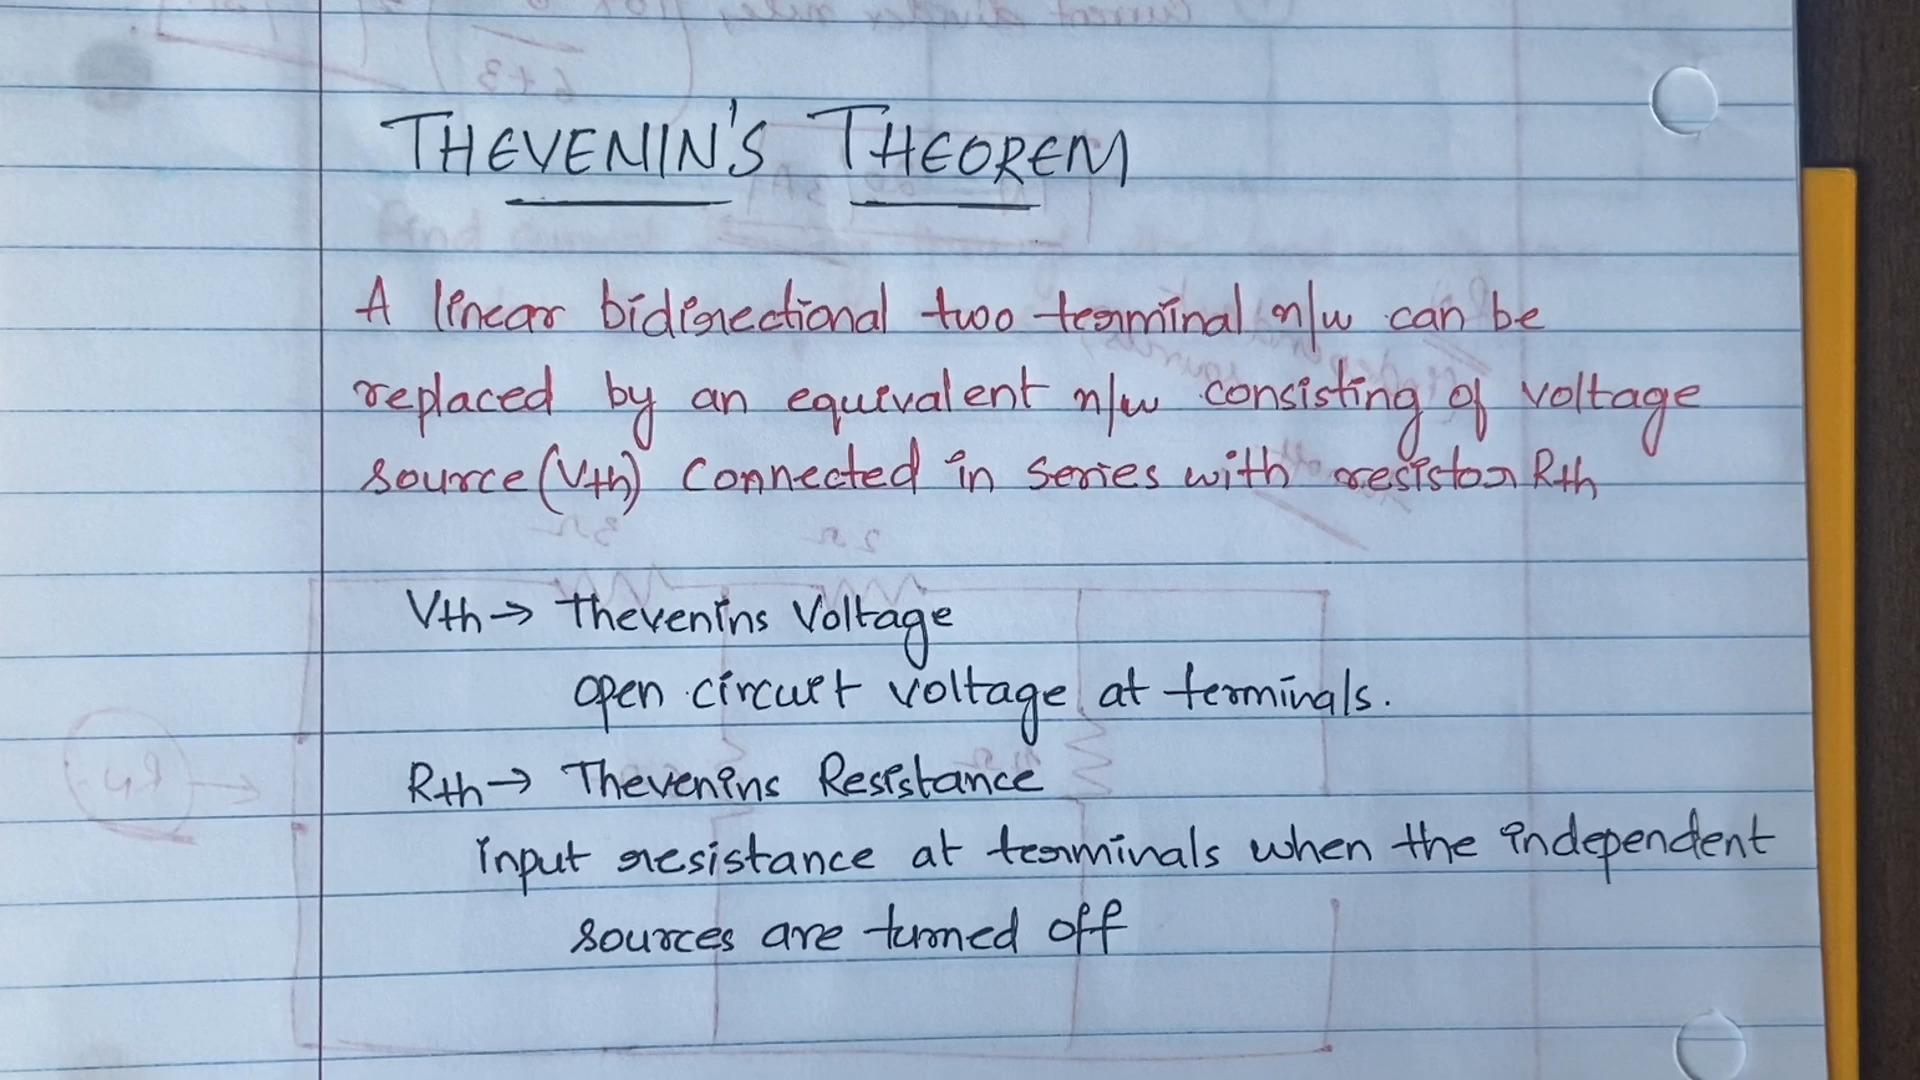 THEVENIN'S THEOREM
A linear bidirectional two terminal n/w can be
replaced by an equivalent n/w consisting of voltage
source (Vth) connected in series with resistor Rth
Vth → Thevenins Voltage
open circuit voltage at terminals.
Rth → Thevenins Resistance
input resistance at terminals when the independent
sources are turned off